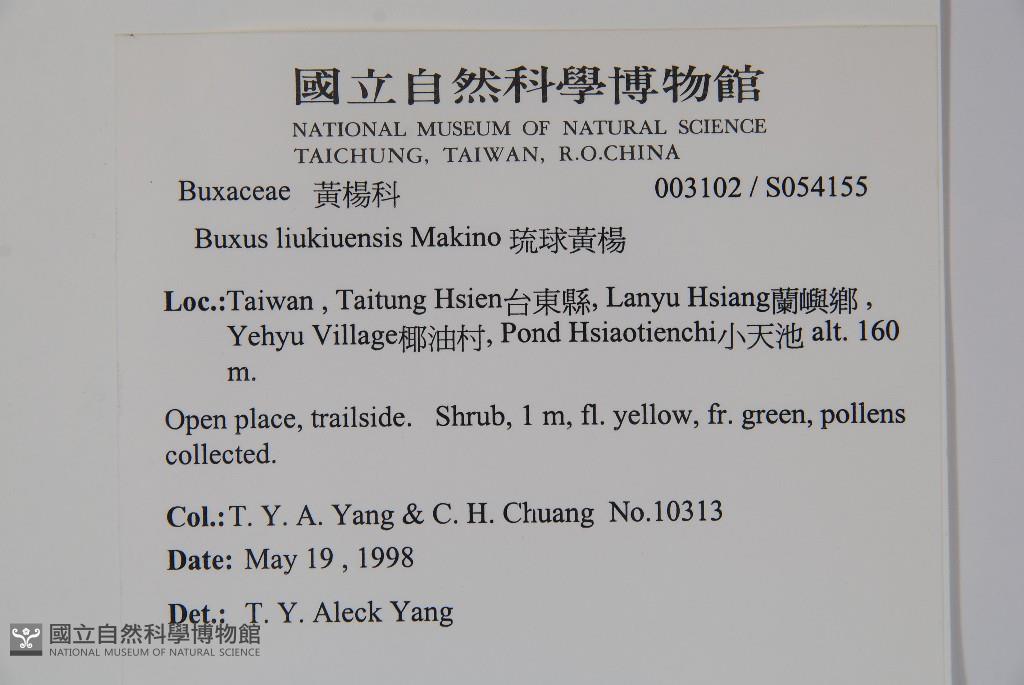 國立自然科學博物館
NATIONAL MUSEUM OF NATURAL SCIENCE
TAICHUNG, TAIWAN, R.O.CHINA
Buxaceae 黃楊科 003102 / S054155
Buxus liukiuensis Makino 琉球黃楊
Loc.:Taiwan , Taitung Hsien台東縣, Lanyu Hsiang蘭嶼鄉 ,
Yehyu Village椰油村, Pond Hsiaotienchi小天池 alt. 160
m.
Open place, trailside. Shrub, 1 m, fl. yellow, fr. green, pollens
collected.
Col.:T. Y. A. Yang & C. H. Chuang No.10313
Date: May 19 , 1998
Det.: T. Y. Aleck Yang
國立自然科學博物館
NATIONAL MUSEUM OF NATURAL SCIENCE